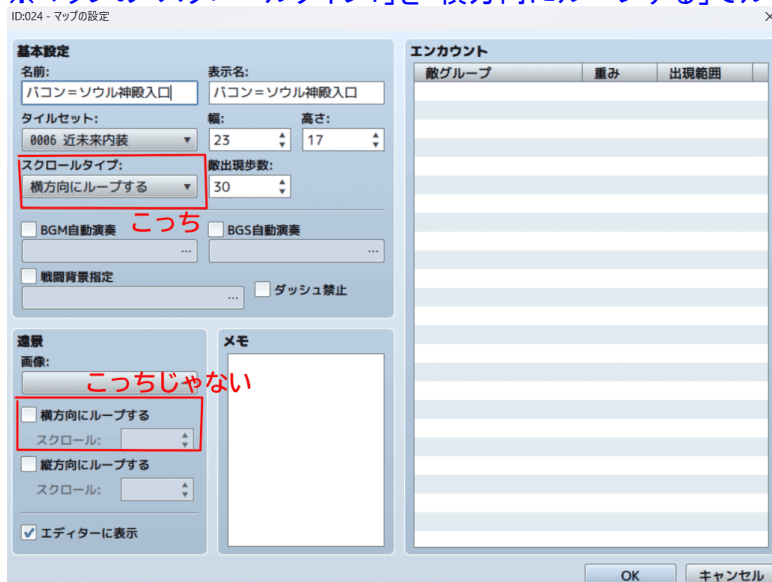 ID:024 - マップの設定
基本設定
名前:
表示名:
バコン＝ソウル神殿入口
バコン＝ソウル神殿入口
タイルセット:
幅:
高さ:
0006 近未来内装
23
17
スクロールタイプ:
敵出現歩数:
横方向にループする
30
こっち
BGM自動演奏
BGS自動演奏
...
...
戦闘背景指定
...
ダッシュ禁止
遠景
画像:
こっちじゃない
横方向にループする
スクロール:
縦方向にループする
スクロール:
エディターに表示
メモ
エンカウント
敵グループ
重み
出現範囲
OK
キャンセル